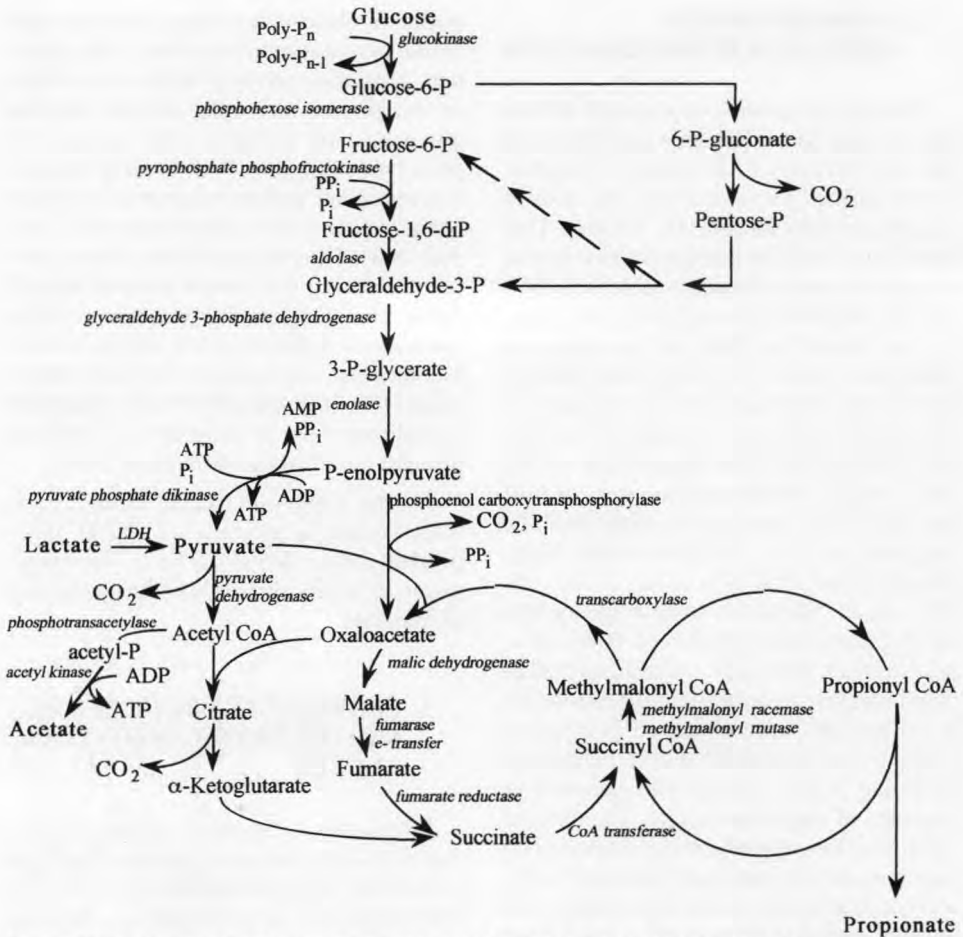 Glucose
Poly-Pn
glucokinase
Poly-Pn-1
Glucose-6-P
phosphohexose isomerase
6-P-gluconate
Fructose-6-P
pyrophosphate phosphofructokinase
PPi
CO2
Pi
Pentose-P
Fructose-1,6-diP
aldolase
Glyceraldehyde-3-P
glyceraldehyde 3-phosphate dehydrogenase
3-P-glycerate
enolase
AMP
PPi
ATP
Pi
P-enolpyruvate
ADP
pyruvate phosphate dikinase
ATP
phosphoenol carboxytransphosphorylase
CO2, Pi
PPi
Lactate
LDH
Pyruvate
CO2
pyruvate
dehydrogenase
transcarboxylase
phosphotransacetylase
Acetyl CoA
Oxaloacetate
acetyl-P
malic dehydrogenase
acetyl kinase
ADP
Methylmalonyl CoA
Propionyl CoA
ATP
Citrate
Malate
methylmalonyl racemase
methylmalonyl mutase
Acetate
fumarase
e- transfer
Succinyl CoA
CO2
Fumarate
α-Ketoglutarate
fumarate reductase
Succinate
CoA transferase
Propionate